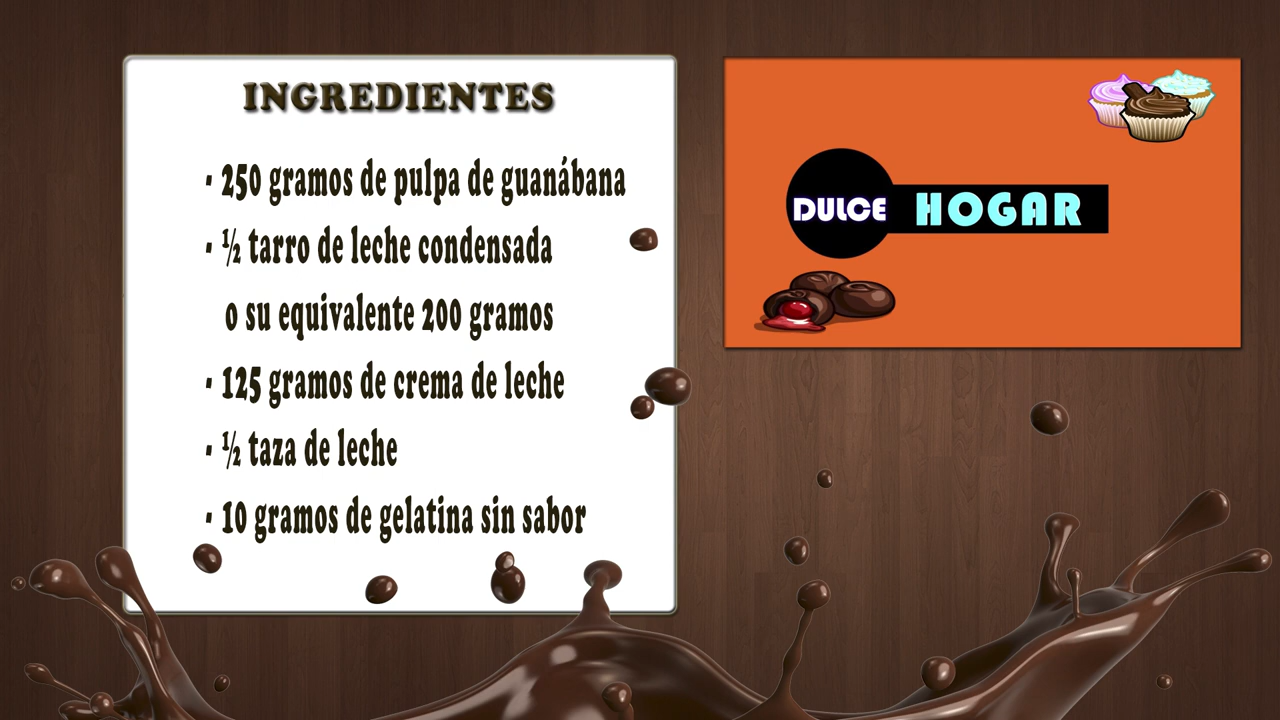 INGREDIENTES
· 250 gramos de pulpa de guanábana
· ½ tarro de leche condensada
o su equivalente 200 gramos
· 125 gramos de crema de leche
· ½ taza de leche
· 10 gramos de gelatina sin sabor
DULCE HOGAR